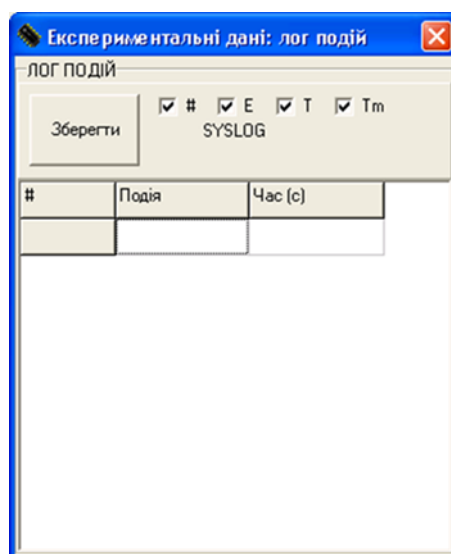 Експериментальні дані: лог подій
ЛОГ ПОДІЙ
Зберегти
# E T Tm
SYSLOG
# Подія Час (с)